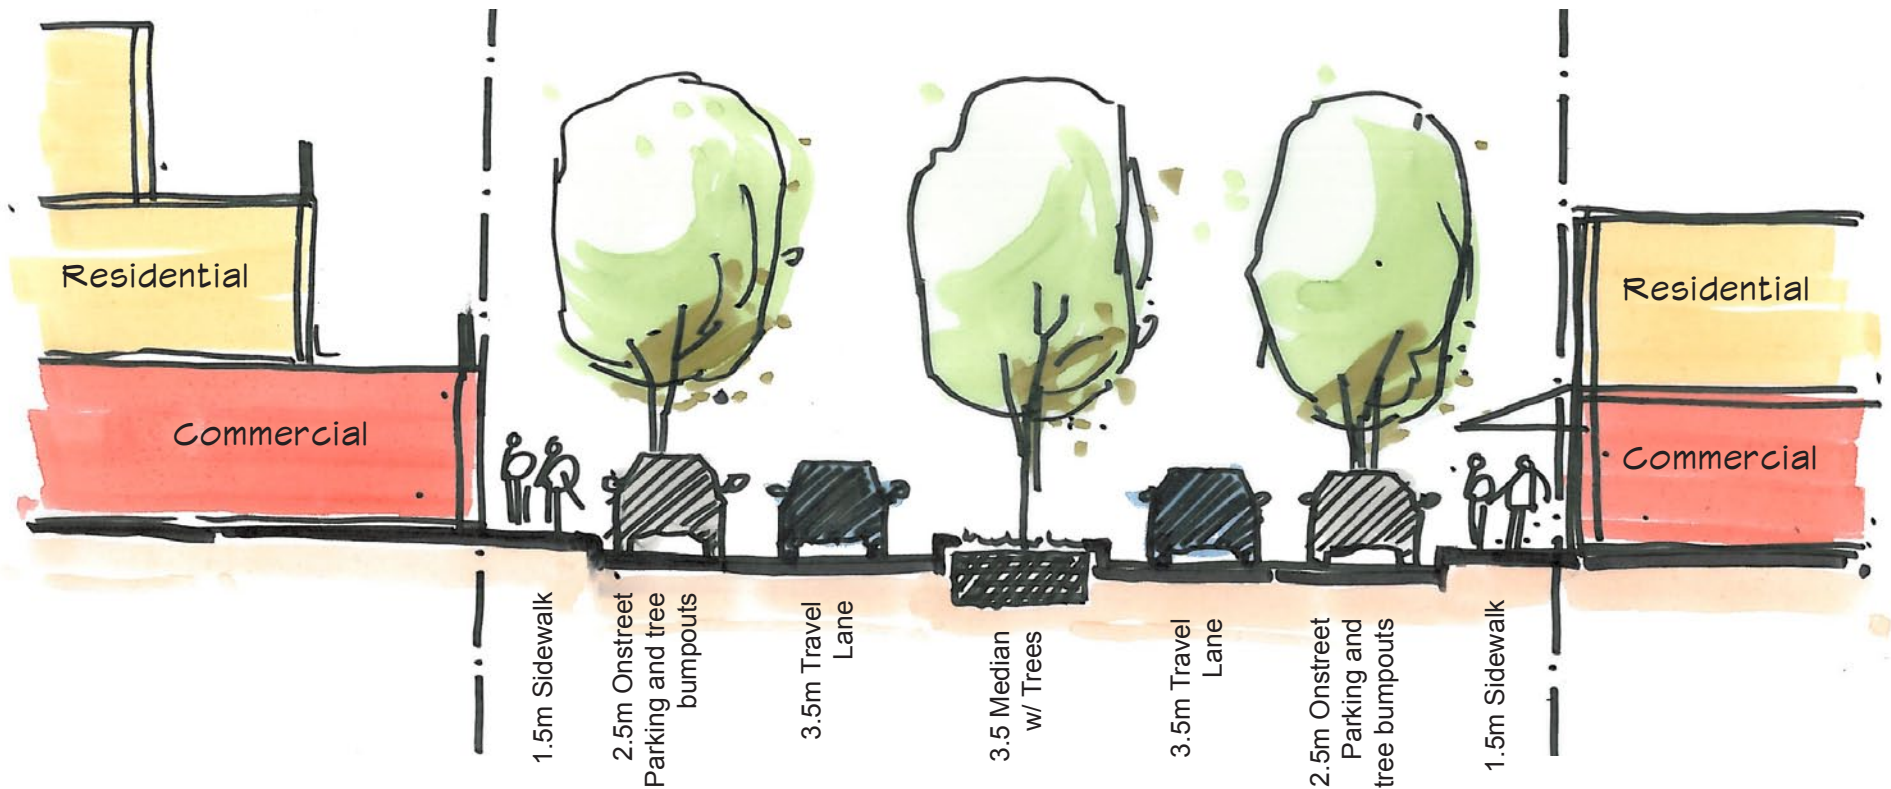 Residential
Commercial
Residential
Commercial
1.5m Sidewalk
2.5m Onstreet
Parking and tree
bumpouts
3.5m Travel
Lane
3.5 Median
w/ Trees
3.5m Travel
Lane
2.5m Onstreet
Parking and
tree bumpouts
1.5m Sidewalk